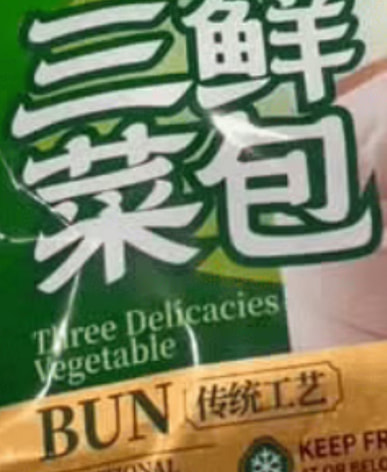 三鲜
菜包
Three Delicacies
Vegetable
BUN 传统工艺
KEEP FR